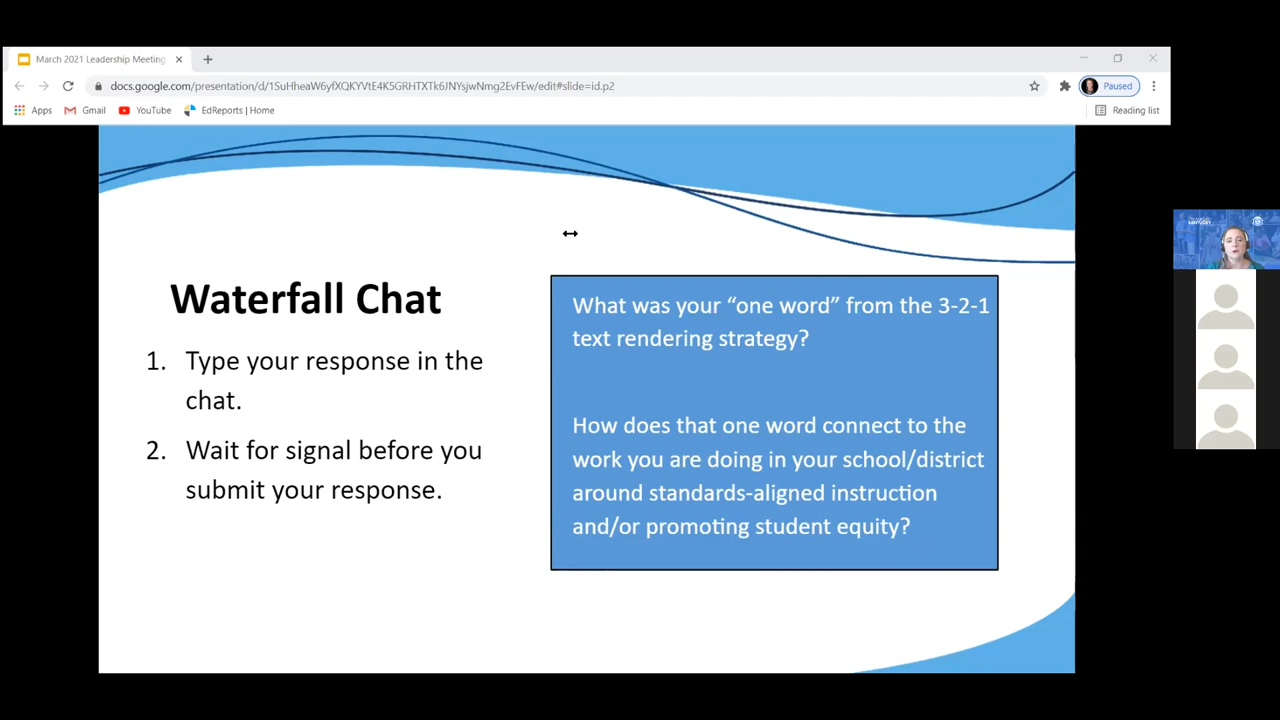 March 2021 Leadership Meeting
docs.google.com/presentation/d/1SuHheaW6yfXQKYVtE4K5GRHTXTk6JNYsjwNmg2EvFEw/edit#slide=id.p2
Paused
Apps
Gmail
YouTube
EdReports | Home
Reading list
Waterfall Chat
1. Type your response in the
chat.
2. Wait for signal before you
submit your response.
What was your “one word” from the 3-2-1
text rendering strategy?
How does that one word connect to the
work you are doing in your school/district
around standards-aligned instruction
and/or promoting student equity?
KENTUCKY